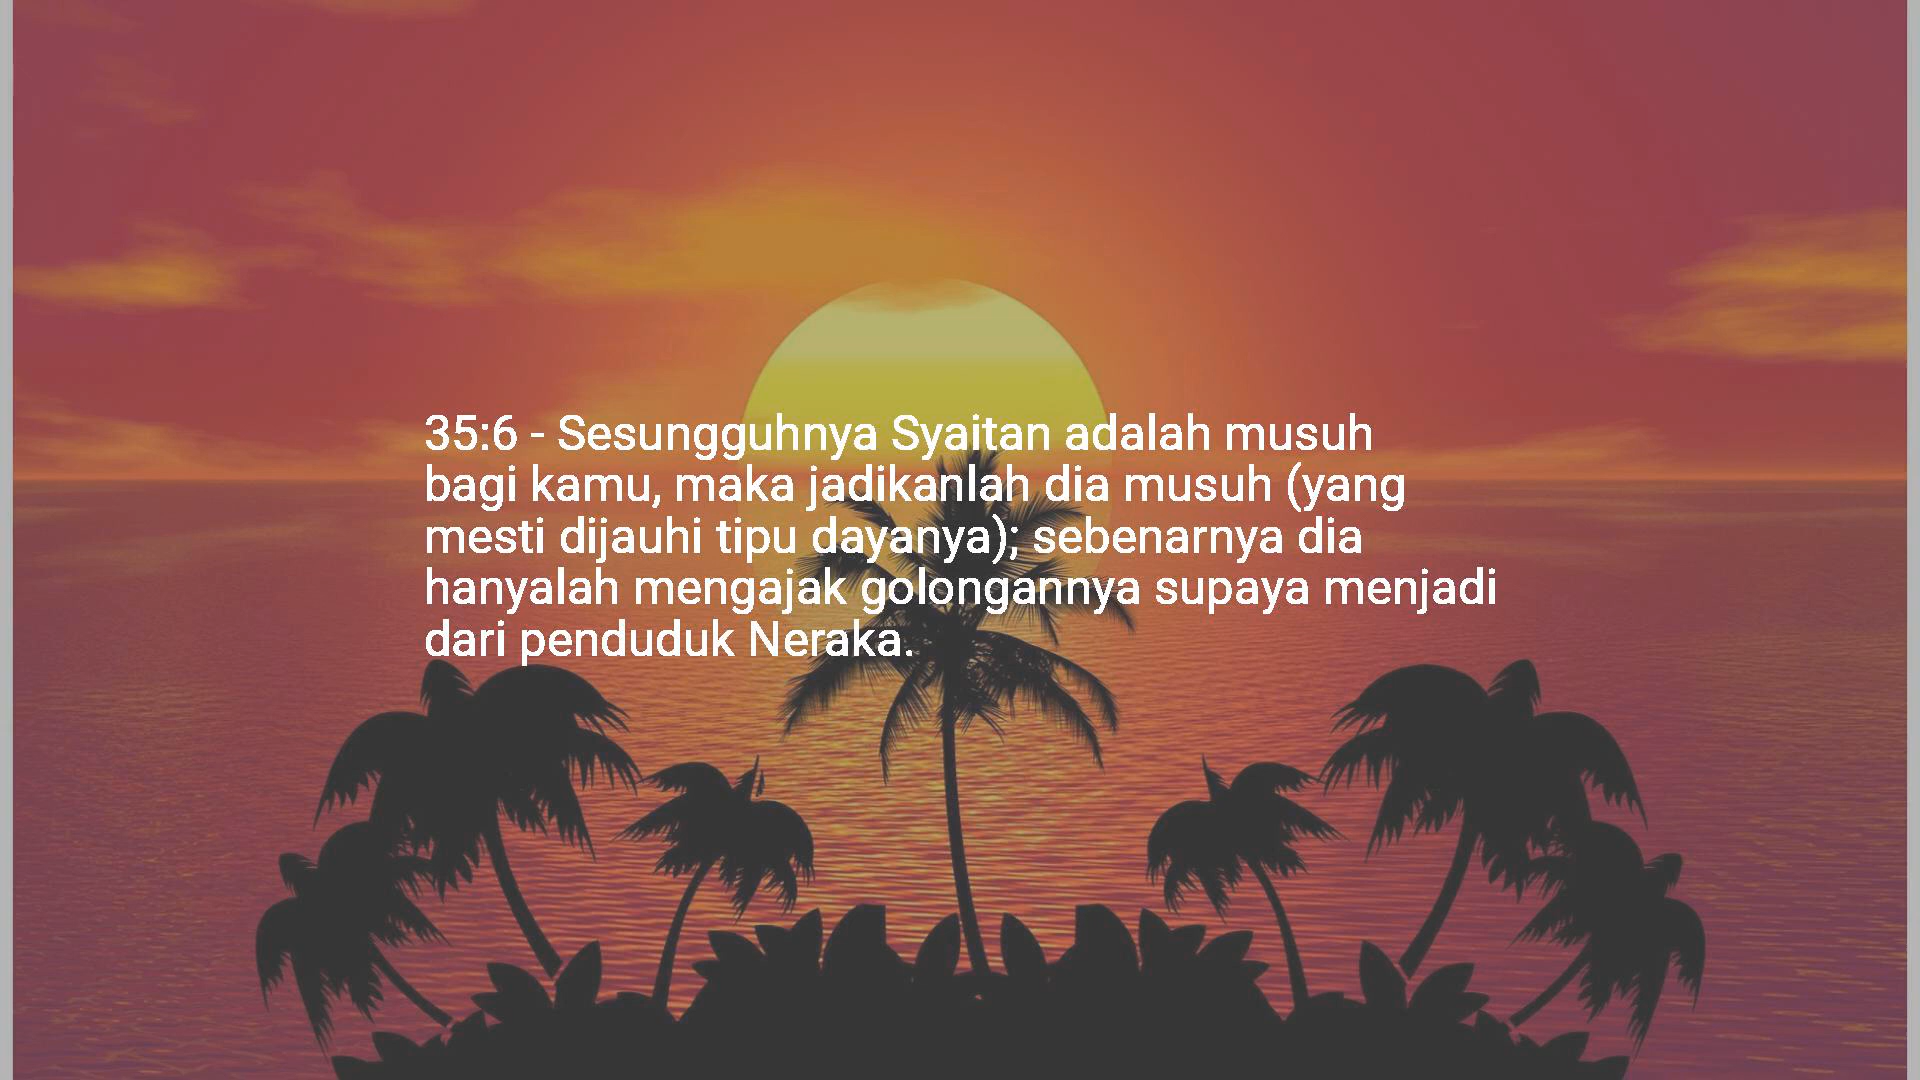 35:6 - Sesungguhnya Syaitan adalah musuh
bagi kamu, maka jadikanlah dia musuh (yang
mesti dijauhi tipu dayanya); sebenarnya dia
hanyalah mengajak golongannya supaya menjadi
dari penduduk Neraka.